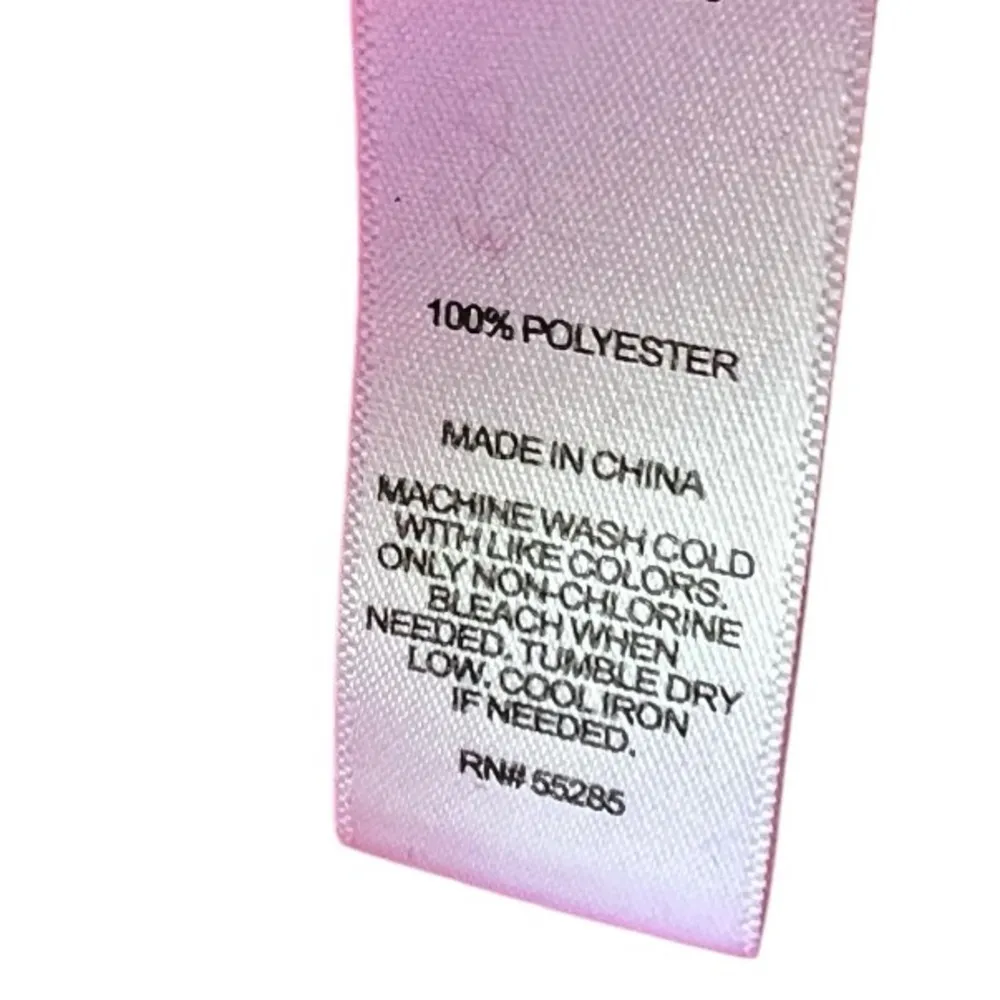 100% POLYESTER
MADE IN CHINA
MACHINE WASH COLD
WITH LIKE COLORS.
ONLY NON-CHLORINE
BLEACH WHEN
NEEDED. TUMBLE DRY
LOW. COOL IRON
IF NEEDED.
RN# 55285